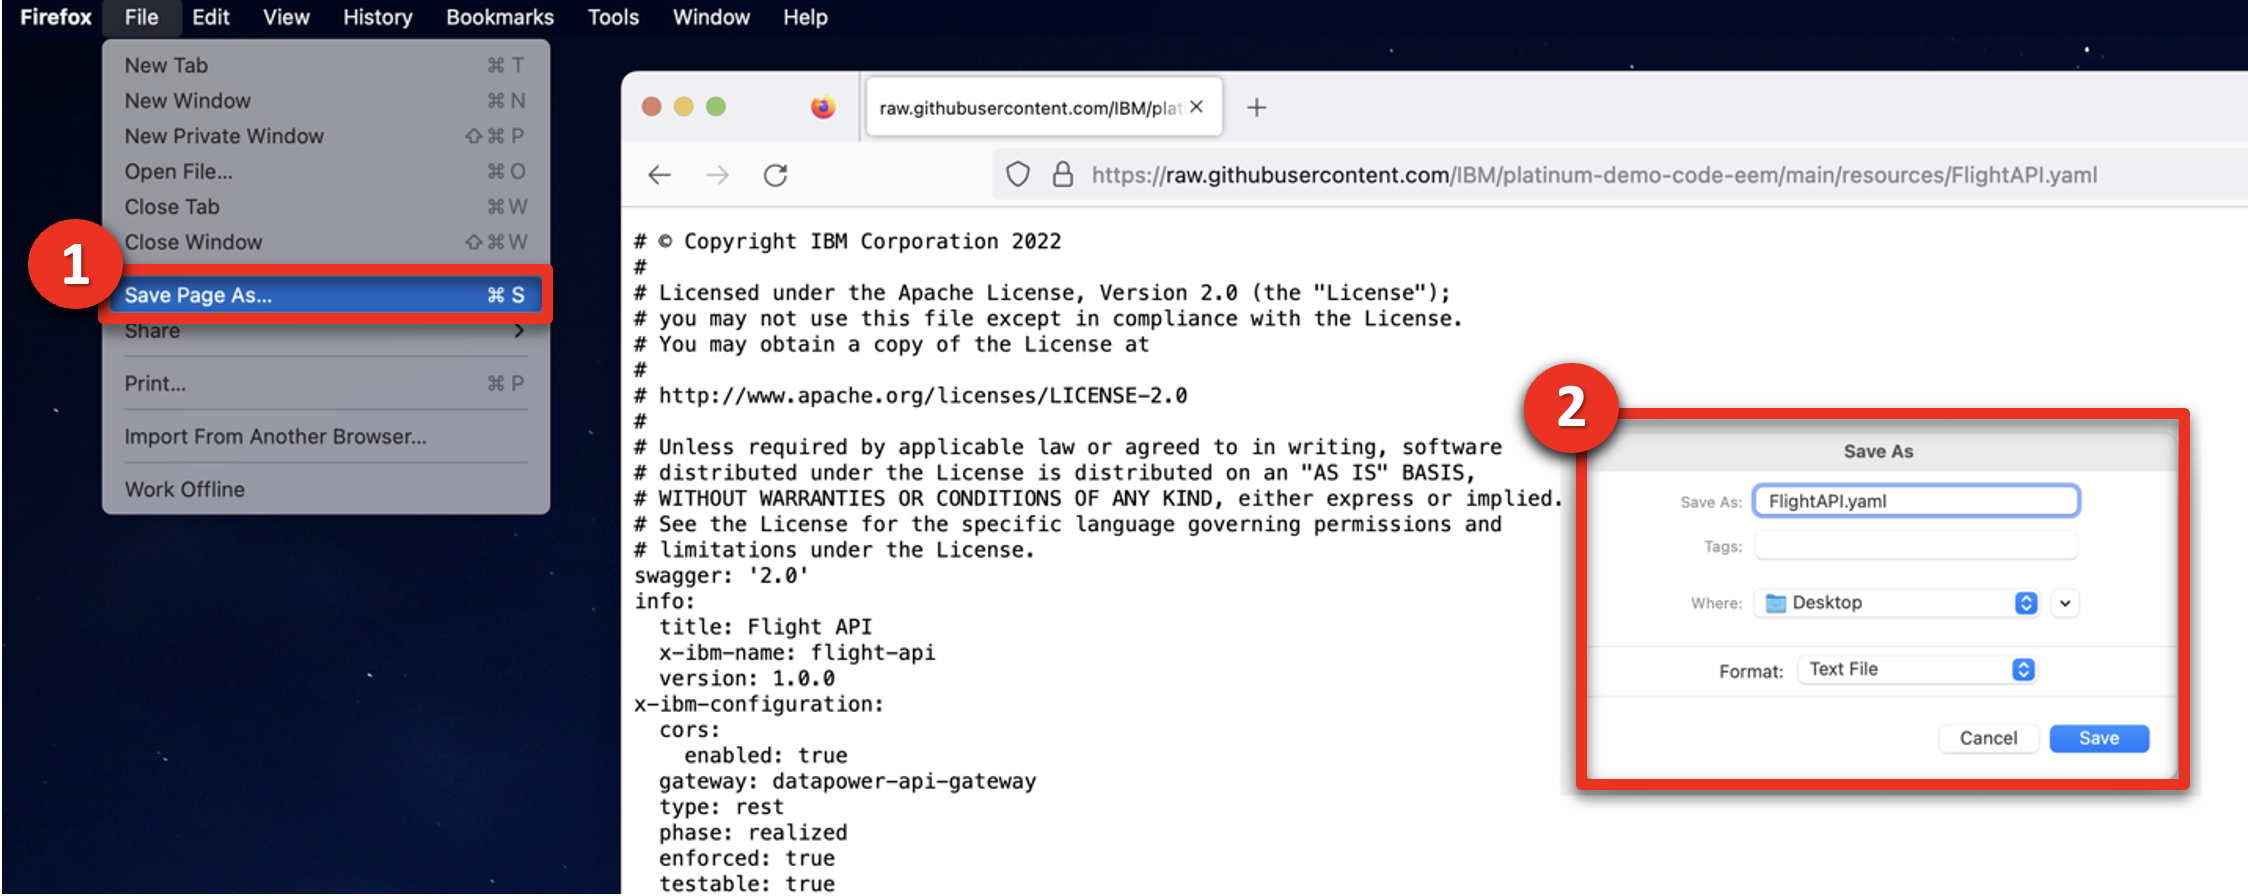 Firefox File Edit View History Bookmarks Tools Window Help
New Tab ⌘ T
New Window ⌘ N
New Private Window ⇧⌘ P
Open File... ⌘ O
Close Tab ⌘ W
Close Window ⇧⌘ W
1
Save Page As... ⌘ S
Share
Print... ⌘ P
Import From Another Browser...
Work Offline
raw.githubusercontent.com/IBM/plat
https://raw.githubusercontent.com/IBM/platinum-demo-code-eem/main/resources/FlightAPI.yaml
# © Copyright IBM Corporation 2022
#
# Licensed under the Apache License, Version 2.0 (the "License");
# you may not use this file except in compliance with the License.
# You may obtain a copy of the License at
#
# http://www.apache.org/licenses/LICENSE-2.0
#
# Unless required by applicable law or agreed to in writing, software
# distributed under the License is distributed on an "AS IS" BASIS,
# WITHOUT WARRANTIES OR CONDITIONS OF ANY KIND, either express or implied.
# See the License for the specific language governing permissions and
# limitations under the License.
swagger: '2.0'
info:
  title: Flight API
  x-ibm-name: flight-api
  version: 1.0.0
x-ibm-configuration:
  cors:
    enabled: true
  gateway: datapower-api-gateway
  type: rest
  phase: realized
  enforced: true
  testable: true
2
Save As
Save As: FlightAPI.yaml
Tags:
Where: Desktop
Format: Text File
Cancel Save